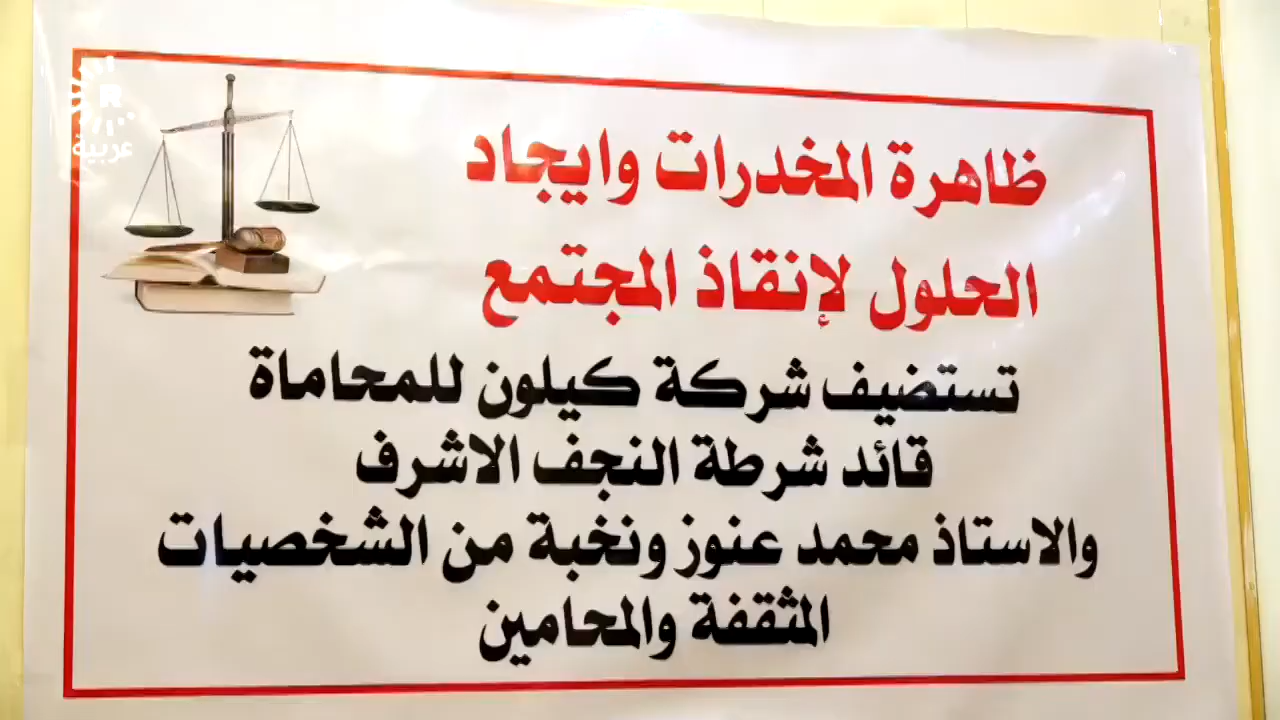 ظاهرة المخدرات وايجاد
الحلول لإنقاذ المجتمع
تستضيف شركة كيلون للمحاماة
قائد شرطة النجف الاشرف
والاستاذ محمد عنوز ونخبة من الشخصيات
المثقفة والمحامين
R
عربية